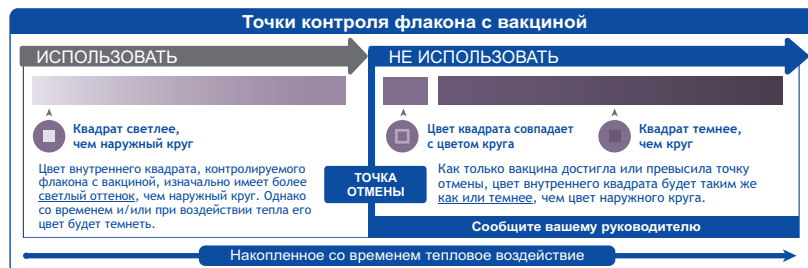 Точки контроля флакона с вакциной
ИСПОЛЬЗОВАТЬ
НЕ ИСПОЛЬЗОВАТЬ
Квадрат светлее,
чем наружный круг
Цвет квадрата совпадает
с цветом круга
Квадрат темнее,
чем круг
Цвет внутреннего квадрата, контролируемого
флакона с вакциной, изначально имеет более
светлый оттенок, чем наружный круг. Однако
со временем и/или при воздействии тепла его
цвет будет темнеть.
ТОЧКА
ОТМЕНЫ
Как только вакцина достигла или превысила точку
отмены, цвет внутреннего квадрата будет таким же
как или темнее, чем цвет наружного круга.
Сообщите вашему руководителю
Накопленное со временем тепловое воздействие